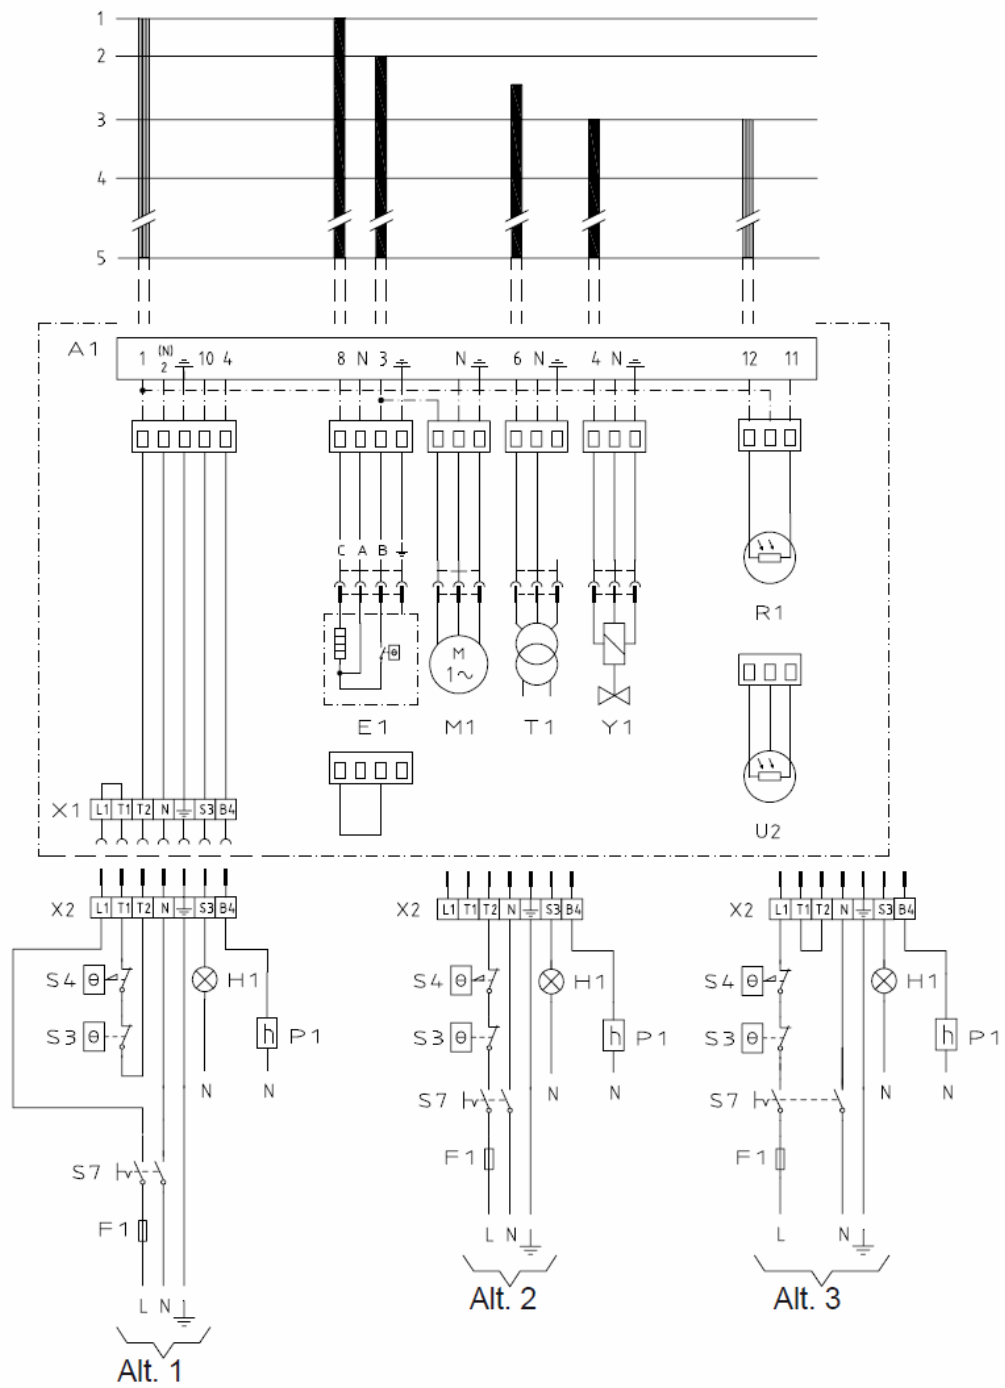 1
2
3
4
5
A1
1 (N) 2 10 4 8 N 3 N 6 N 4 N 12 11
C A B
R1
M
1~
E1 M1 T1 Y1
X1 L1 T1 T2 N S3 B4
U2
X2 L1 T1 T2 N S3 B4
X2 L1 T1 T2 N S3 B4
X2 L1 T1 T2 N S3 B4
S4 θ H1
S4 θ H1
S4 θ H1
S3 θ h P1
S3 θ h P1
S3 θ h P1
N N
N N
N N
S7
S7
S7
F1
F1
F1
L N
L N
L N
Alt. 1
Alt. 2
Alt. 3
θ